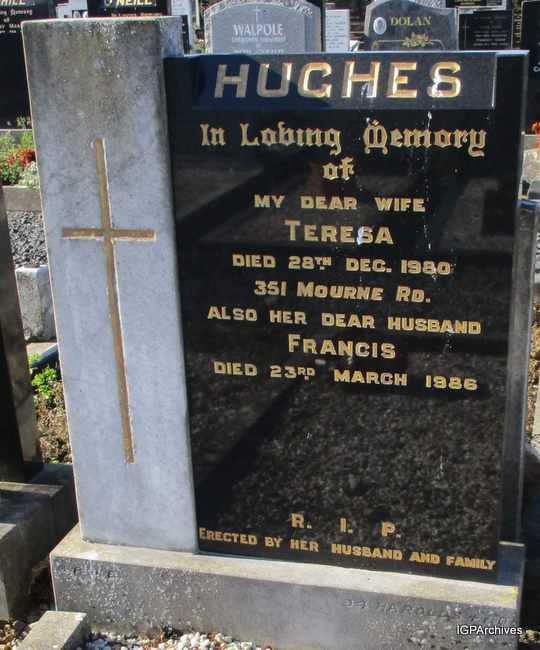 O'NEILL
WALPOLE
DOLAN
HUGHES
In Loving Memory
of
MY DEAR WIFE
TERESA
DIED 28TH DEC. 1980
351 MOURNE RD.
ALSO HER DEAR HUSBAND
FRANCIS
DIED 23RD MARCH 1986
R. I. P.
ERECTED BY HER HUSBAND AND FAMILY
IGPArchives